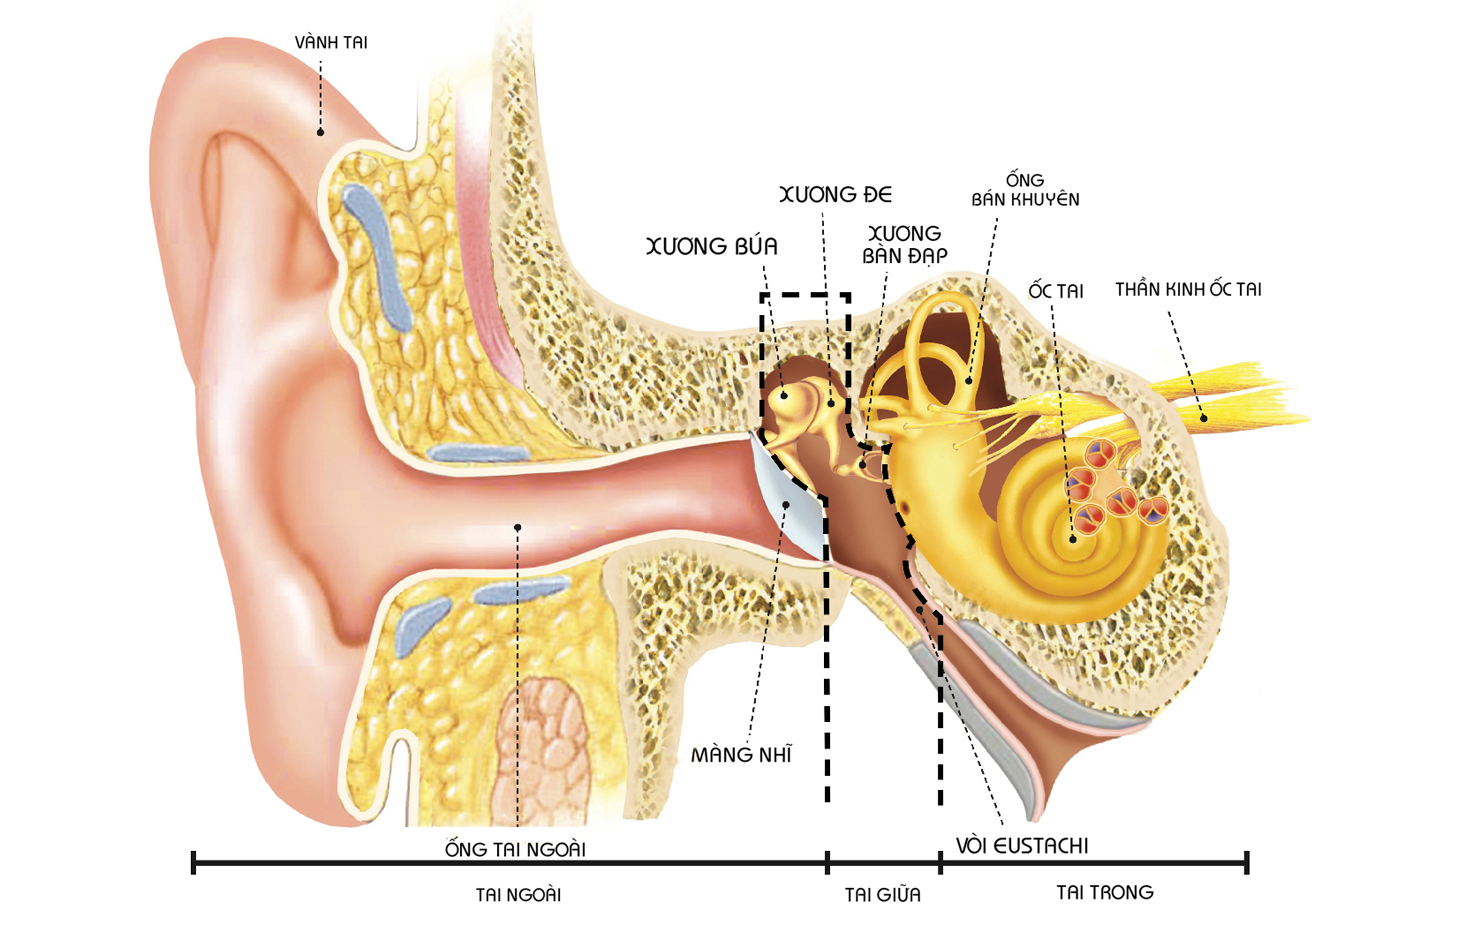 VÀNH TAI
XƯƠNG ĐE
ỐNG
BÁN KHUYÊN
XƯƠNG BÚA
XƯƠNG
BÀN ĐẠP
ỐC TAI
THẦN KINH ỐC TAI
MÀNG NHĨ
ỐNG TAI NGOÀI
VÒI EUSTACHI
TAI NGOÀI
TAI GIỮA
TAI TRONG